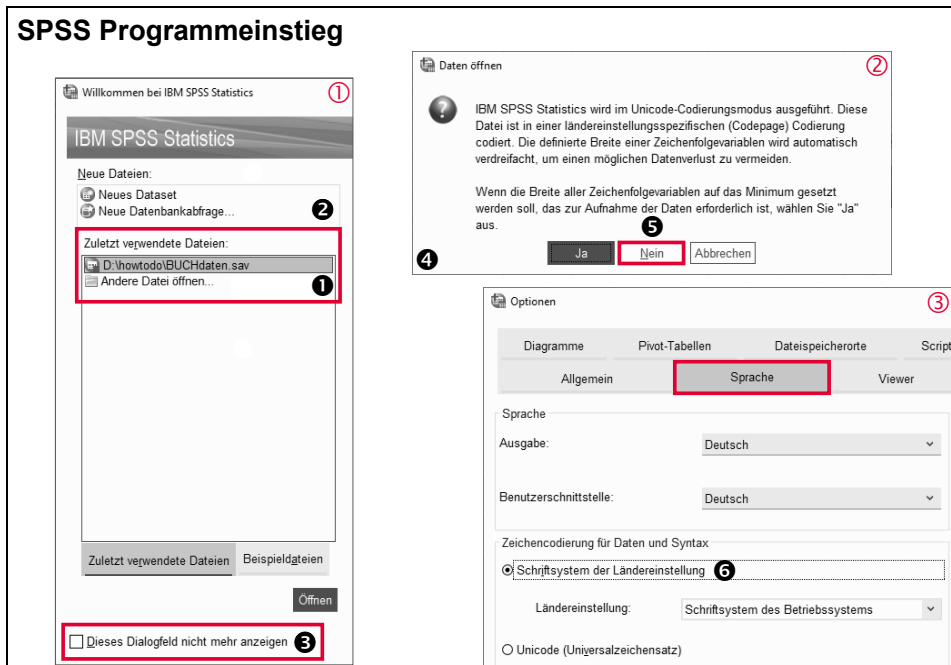 SPSS Programmeinstieg
Willkommen bei IBM SPSS Statistics ①
IBM SPSS Statistics
Neue Dateien:
Neues Dataset
Neue Datenbankabfrage... ❷
Zuletzt verwendete Dateien:
D:\howtodo\BUCHdaten.sav
Andere Datei öffnen... ❶
Zuletzt verwendete Dateien Beispieldateien
Öffnen
Dieses Dialogfeld nicht mehr anzeigen ❸
Daten öffnen ②
IBM SPSS Statistics wird im Unicode-Codierungsmodus ausgeführt. Diese
Datei ist in einer ländereinstellungsspezifischen (Codepage) Codierung
codiert. Die definierte Breite einer Zeichenfolgevariablen wird automatisch
verdreifacht, um einen möglichen Datenverlust zu vermeiden.
Wenn die Breite aller Zeichenfolgevariablen auf das Minimum gesetzt
werden soll, das zur Aufnahme der Daten erforderlich ist, wählen Sie "Ja"
aus.
❺
❹ Ja Nein Abbrechen
Optionen ③
Diagramme Pivot-Tabellen Dateispeicherorte Script
Allgemein Sprache Viewer
Sprache
Ausgabe: Deutsch
Benutzerschnittstelle: Deutsch
Zeichencodierung für Daten und Syntax
Schriftsystem der Ländereinstellung ❻
Ländereinstellung: Schriftsystem des Betriebssystems
Unicode (Universalzeichensatz)